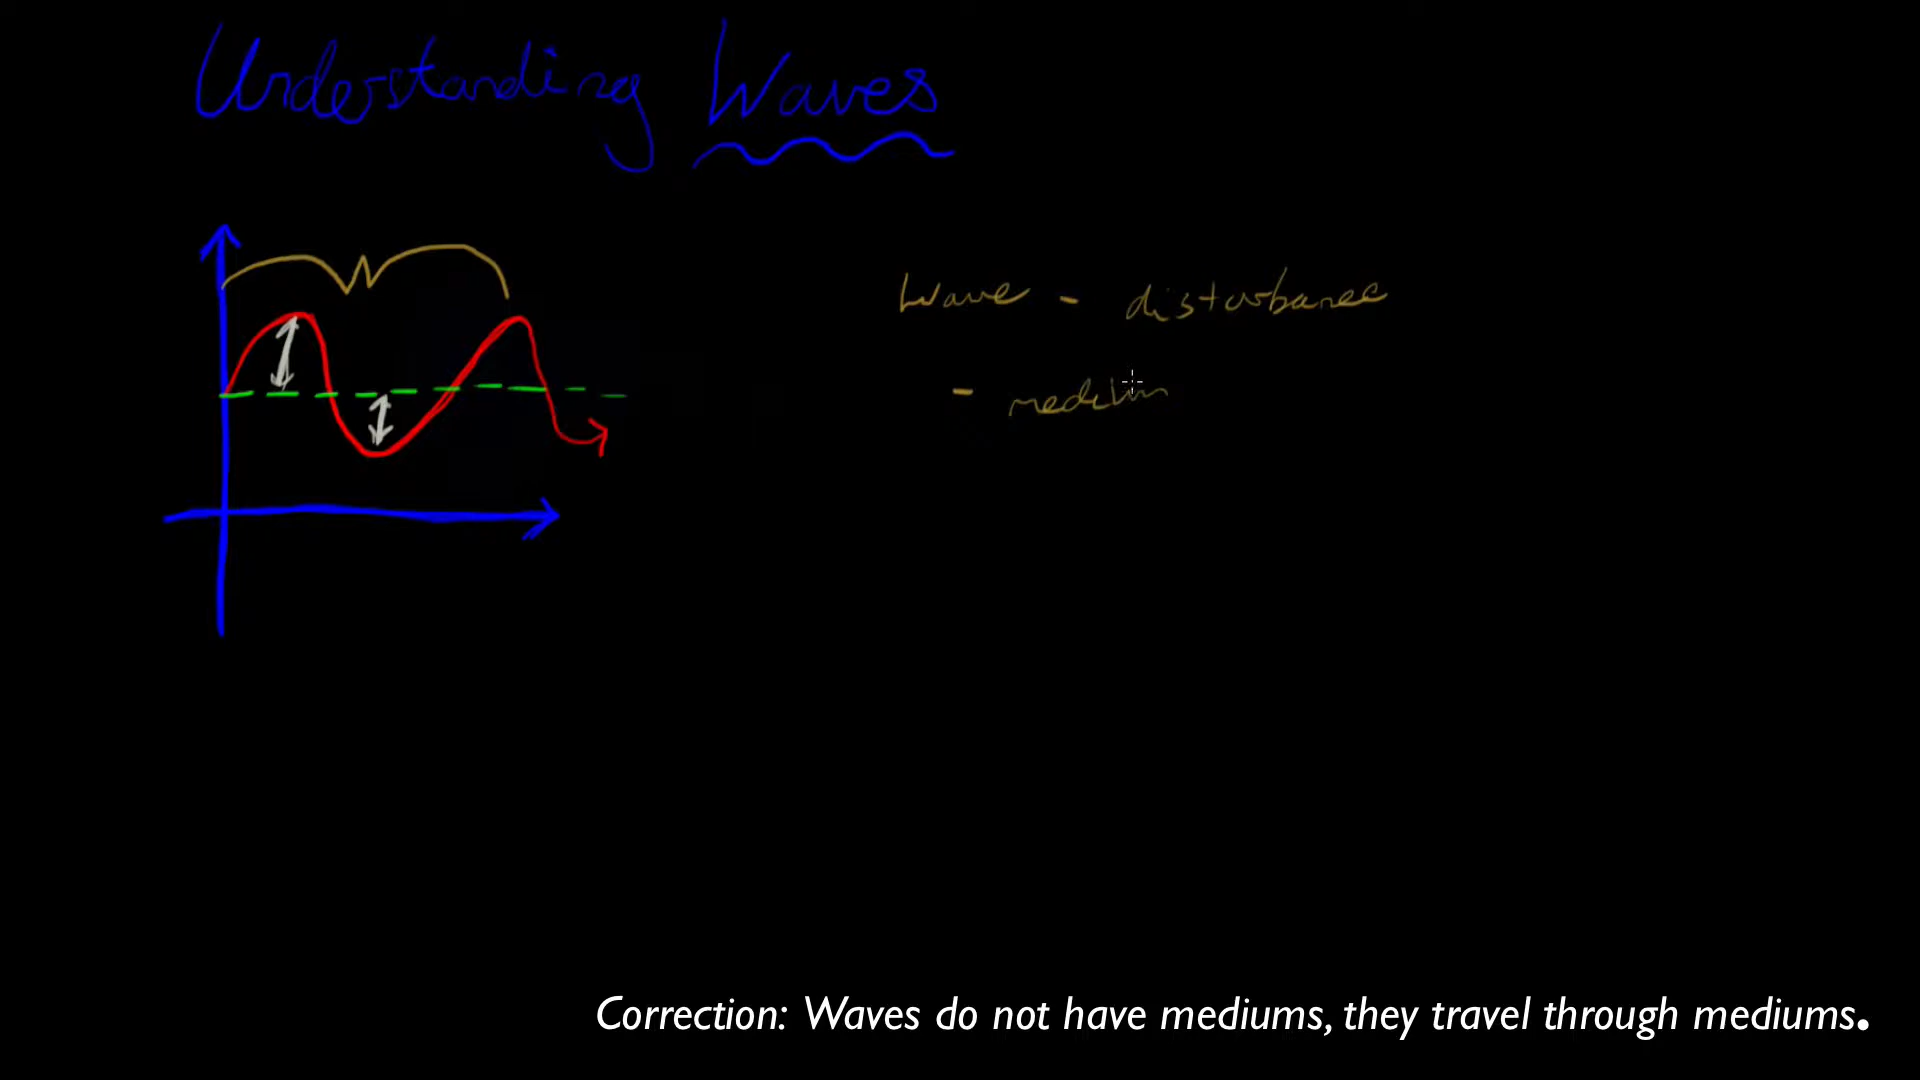 Understanding Waves
Wave - disturbance
- medium
Correction: Waves do not have mediums, they travel through mediums.